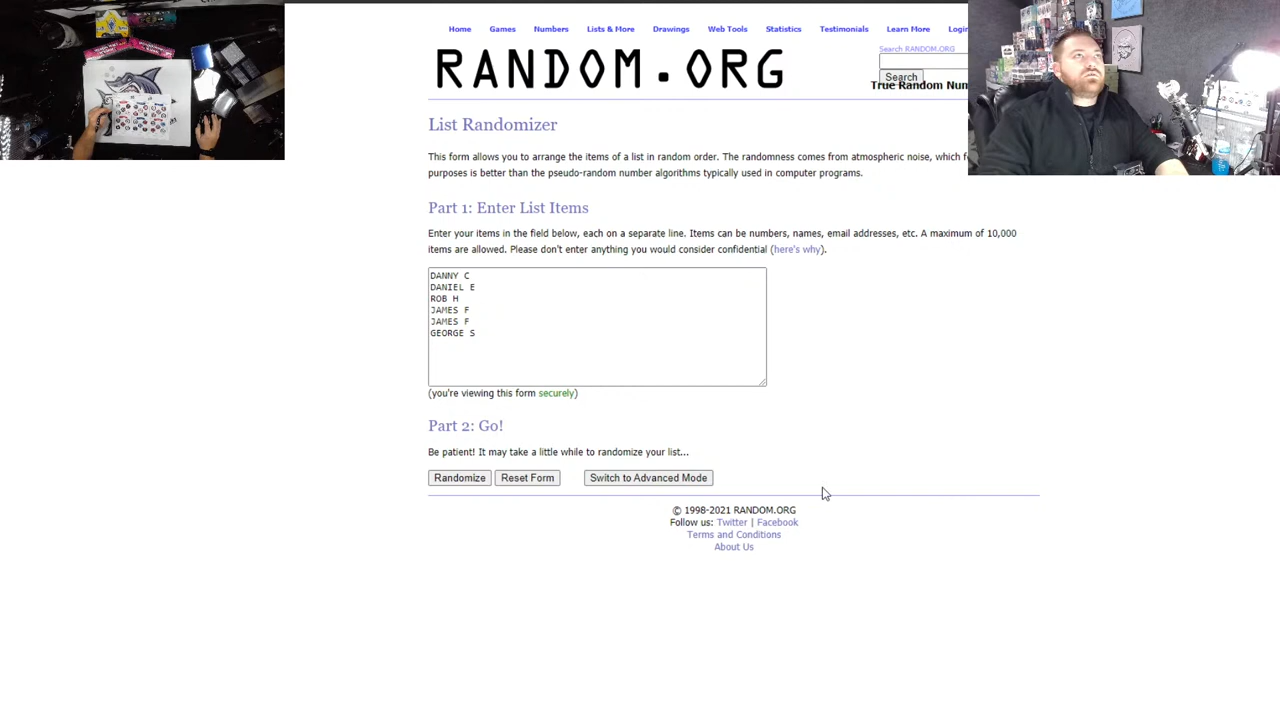 Home Games Numbers Lists & More Drawings Web Tools Statistics Testimonials Learn More Login
RANDOM.ORG
Search RANDOM.ORG
Search
True Random Num
List Randomizer
This form allows you to arrange the items of a list in random order. The randomness comes from atmospheric noise, which f
purposes is better than the pseudo-random number algorithms typically used in computer programs.
Part 1: Enter List Items
Enter your items in the field below, each on a separate line. Items can be numbers, names, email addresses, etc. A maximum of 10,000
items are allowed. Please don't enter anything you would consider confidential (here's why).
DANNY C
DANIEL E
ROB H
JAMES F
JAMES F
GEORGE S
(you're viewing this form securely)
Part 2: Go!
Be patient! It may take a little while to randomize your list...
Randomize Reset Form Switch to Advanced Mode
© 1998-2021 RANDOM.ORG
Follow us: Twitter | Facebook
Terms and Conditions
About Us